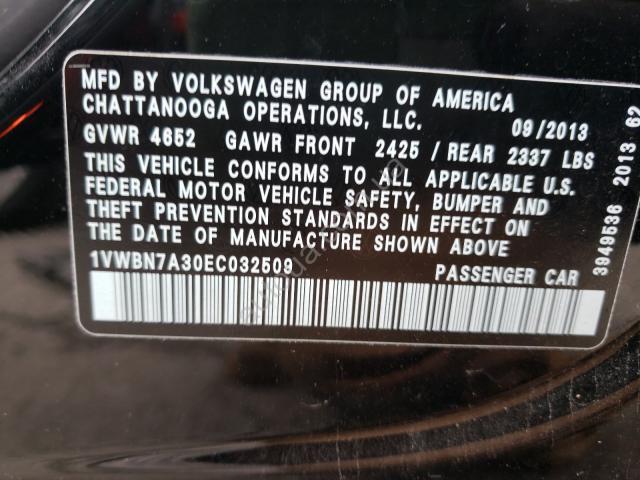 MFD BY VOLKSWAGEN GROUP OF AMERICA
CHATTANOOGA OPERATIONS, LLC.
09/2013
GVWR 4652 GAWR FRONT 2425 / REAR 2337 LBS
THIS VEHICLE CONFORMS TO ALL APPLICABLE U.S.
FEDERAL MOTOR VEHICLE SAFETY, BUMPER AND
THEFT PREVENTION STANDARDS IN EFFECT ON
THE DATE OF MANUFACTURE SHOWN ABOVE
1VWBN7A30EC032509 PASSENGER CAR
3949536 2013 62